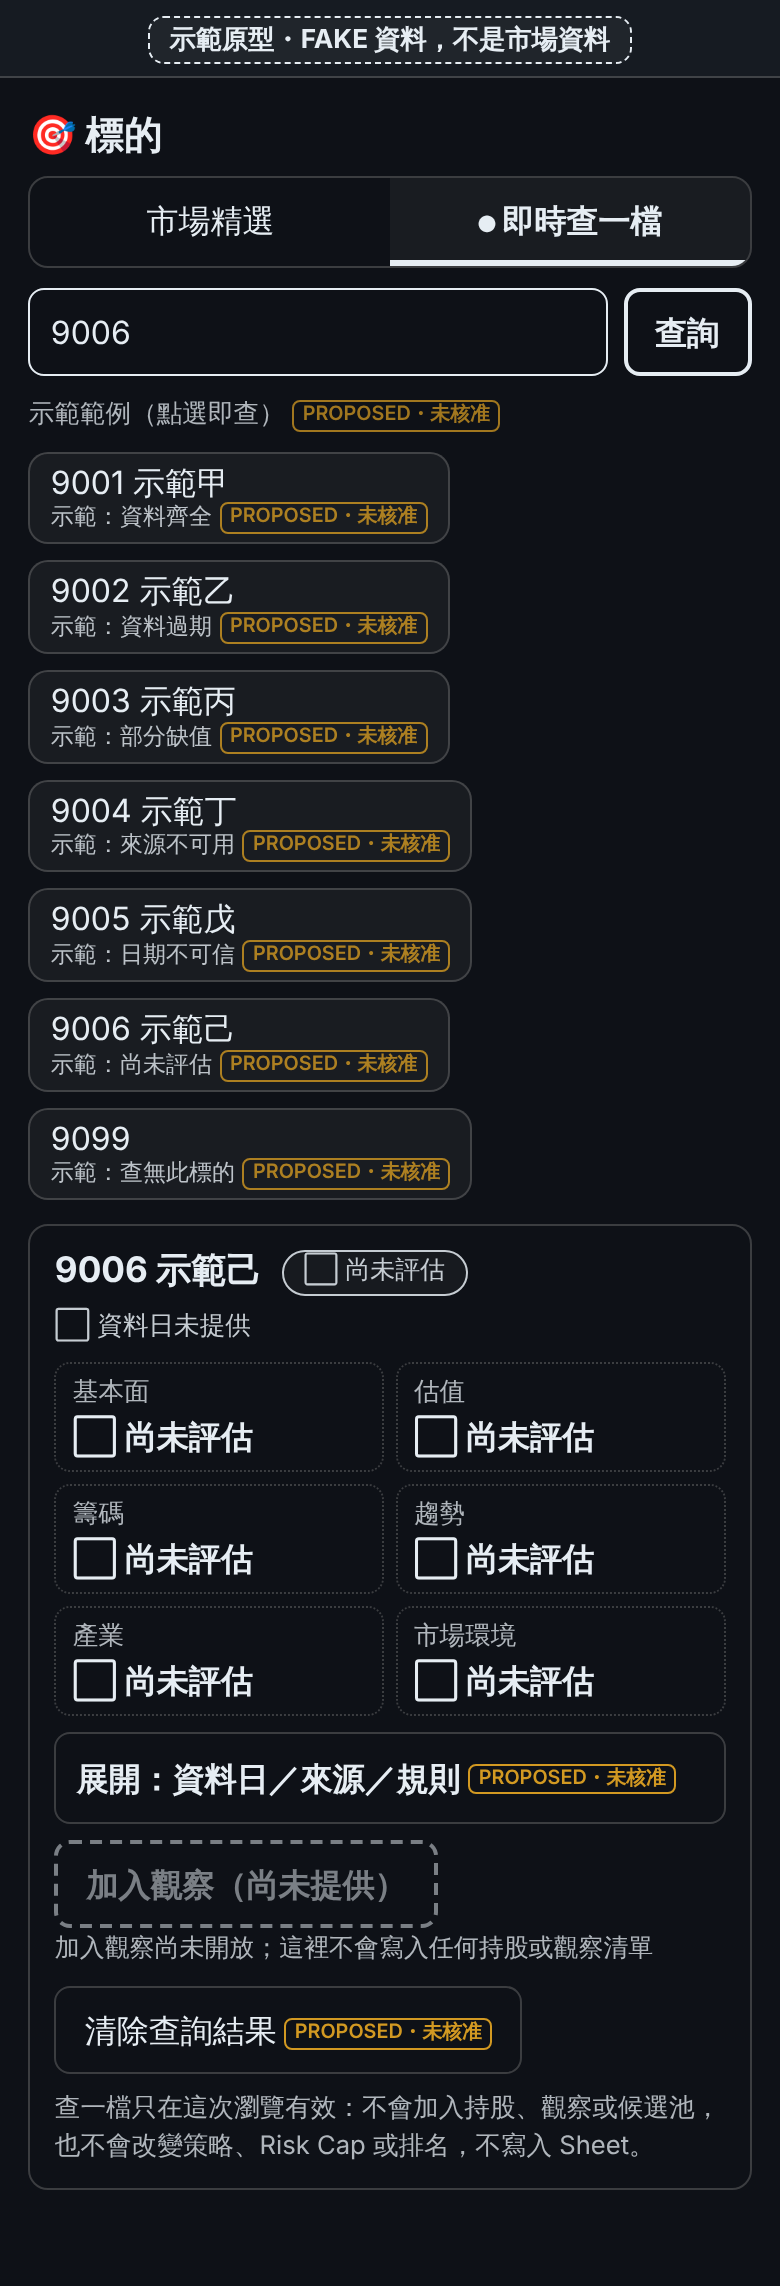 示範原型・FAKE 資料，不是市場資料
🎯 標的
市場精選
●即時查一檔
9006
查詢
示範範例（點選即查） PROPOSED・未核准
9001 示範甲
示範：資料齊全 PROPOSED・未核准
9002 示範乙
示範：資料過期 PROPOSED・未核准
9003 示範丙
示範：部分缺值 PROPOSED・未核准
9004 示範丁
示範：來源不可用 PROPOSED・未核准
9005 示範戊
示範：日期不可信 PROPOSED・未核准
9006 示範己
示範：尚未評估 PROPOSED・未核准
9099
示範：查無此標的 PROPOSED・未核准
9006 示範己 □ 尚未評估
□ 資料日未提供
基本面
□ 尚未評估
估值
□ 尚未評估
籌碼
□ 尚未評估
趨勢
□ 尚未評估
產業
□ 尚未評估
市場環境
□ 尚未評估
展開：資料日／來源／規則 PROPOSED・未核准
加入觀察（尚未提供）
加入觀察尚未開放；這裡不會寫入任何持股或觀察清單
清除查詢結果 PROPOSED・未核准
查一檔只在這次瀏覽有效：不會加入持股、觀察或候選池，
也不會改變策略、Risk Cap 或排名，不寫入 Sheet。